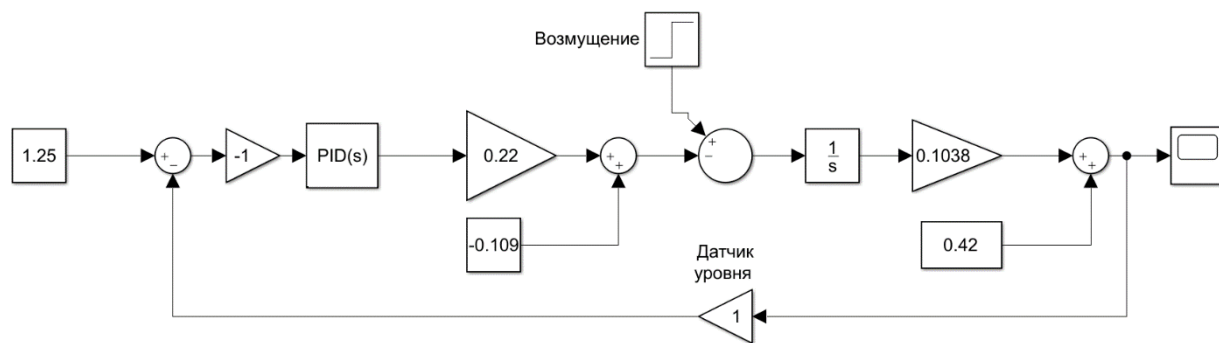 Возмущение
1.25
-1
PID(s)
0.22
1
s
0.1038
-0.109
0.42
Датчик
уровня
1